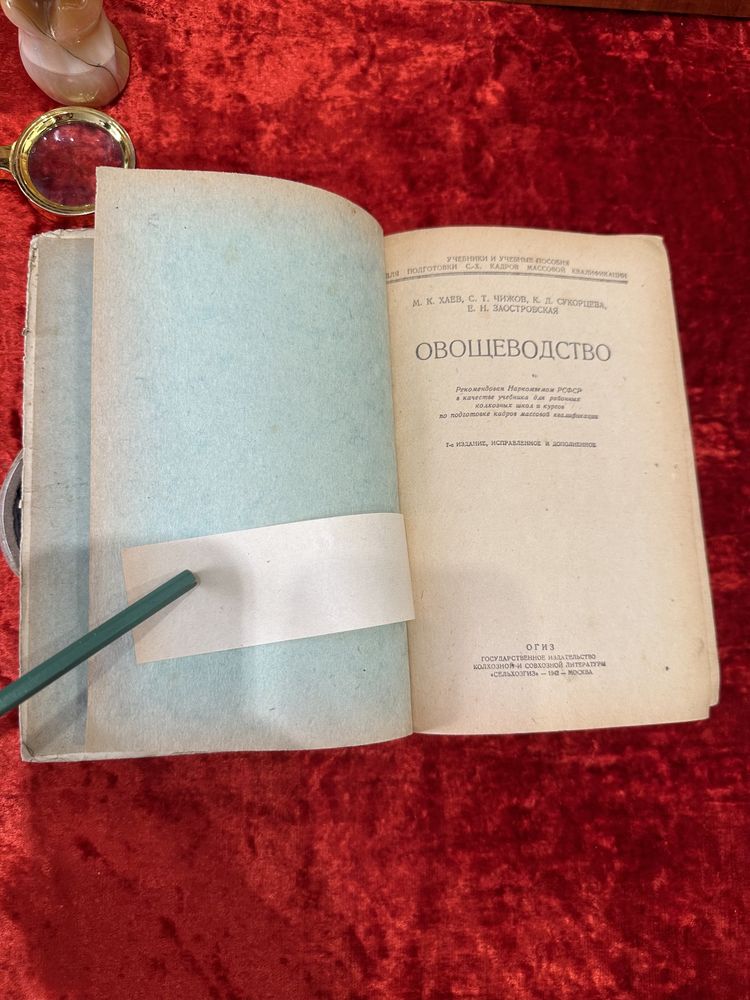 УЧЕБНИКИ И УЧЕБНЫЕ ПОСОБИЯ
ДЛЯ ПОДГОТОВКИ С.-Х. КАДРОВ МАССОВОЙ КВАЛИФИКАЦИИ
М. К. ХАЕВ, С. Т. ЧИЖОВ, К. Д. СУКОРЦЕВА,
Е. Н. ЗАОСТРОВСКАЯ
ОВОЩЕВОДСТВО
Рекомендован Наркомземом РСФСР
в качестве учебника для районных
колхозных школ и курсов
по подготовке кадров массовой квалификации
7-е ИЗДАНИЕ, ИСПРАВЛЕННОЕ И ДОПОЛНЕННОЕ
ОГИЗ
ГОСУДАРСТВЕННОЕ ИЗДАТЕЛЬСТВО
КОЛХОЗНОЙ И СОВХОЗНОЙ ЛИТЕРАТУРЫ
«СЕЛЬХОЗГИЗ» — 1942 — МОСКВА